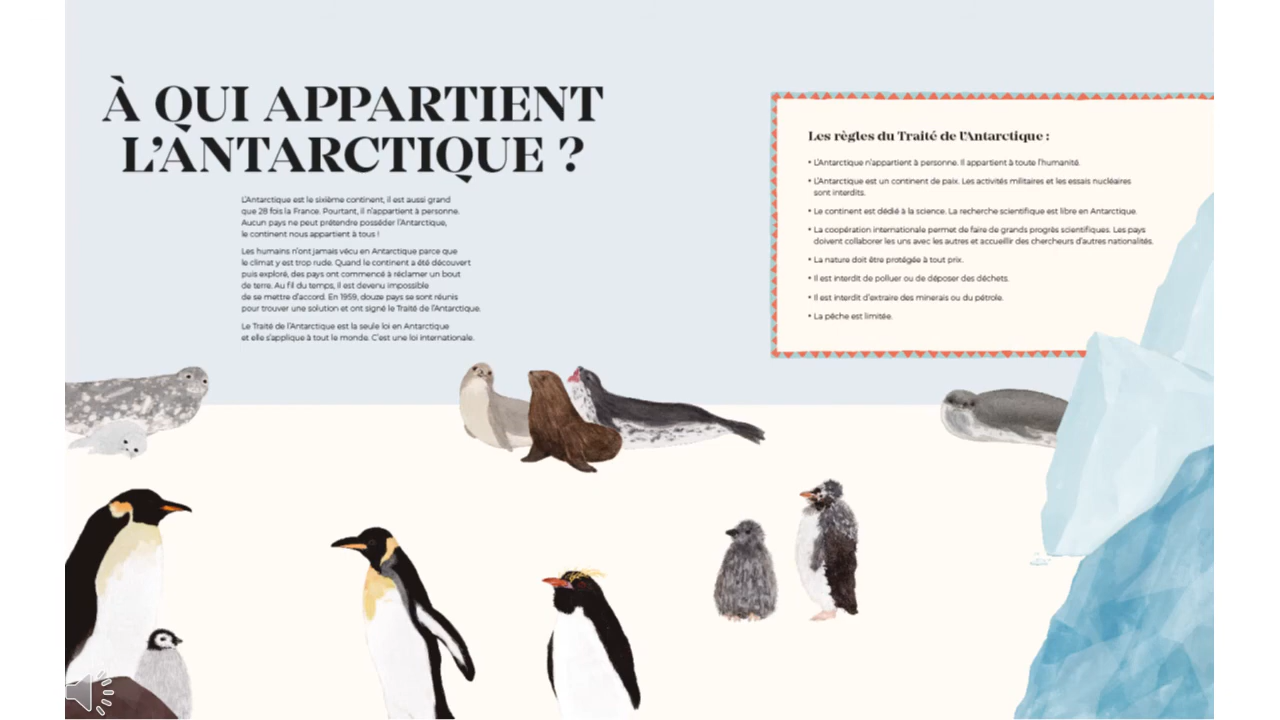 À QUI APPARTIENT
L'ANTARCTIQUE ?
L'Antarctique est le sixième continent, il est aussi grand
que 28 fois la France. Pourtant, il n'appartient à personne.
Aucun pays ne peut prétendre posséder l'Antarctique,
le continent nous appartient à tous !
Les humains n'ont jamais vécu en Antarctique parce que
le climat y est trop rude. Quand le continent a été découvert
puis exploré, des pays ont commencé à réclamer un bout
de terre. Au fil du temps, il est devenu impossible
de se mettre d'accord. En 1959, douze pays se sont réunis
pour trouver une solution et ont signé le Traité de l'Antarctique.
Le Traité de l'Antarctique est la seule loi en Antarctique
et elle s'applique à tout le monde. C'est une loi internationale.
Les règles du Traité de l'Antarctique :
• L'Antarctique n'appartient à personne. Il appartient à toute l'humanité.
• L'Antarctique est un continent de paix. Les activités militaires et les essais nucléaires
sont interdits.
• Le continent est dédié à la science. La recherche scientifique est libre en Antarctique.
• La coopération internationale permet de faire de grands progrès scientifiques. Les pays
doivent collaborer les uns avec les autres et accueillir des chercheurs d'autres nationalités.
• La nature doit être protégée à tout prix.
• Il est interdit de polluer ou de déposer des déchets.
• Il est interdit d'extraire des minerais ou du pétrole.
• La pêche est limitée.